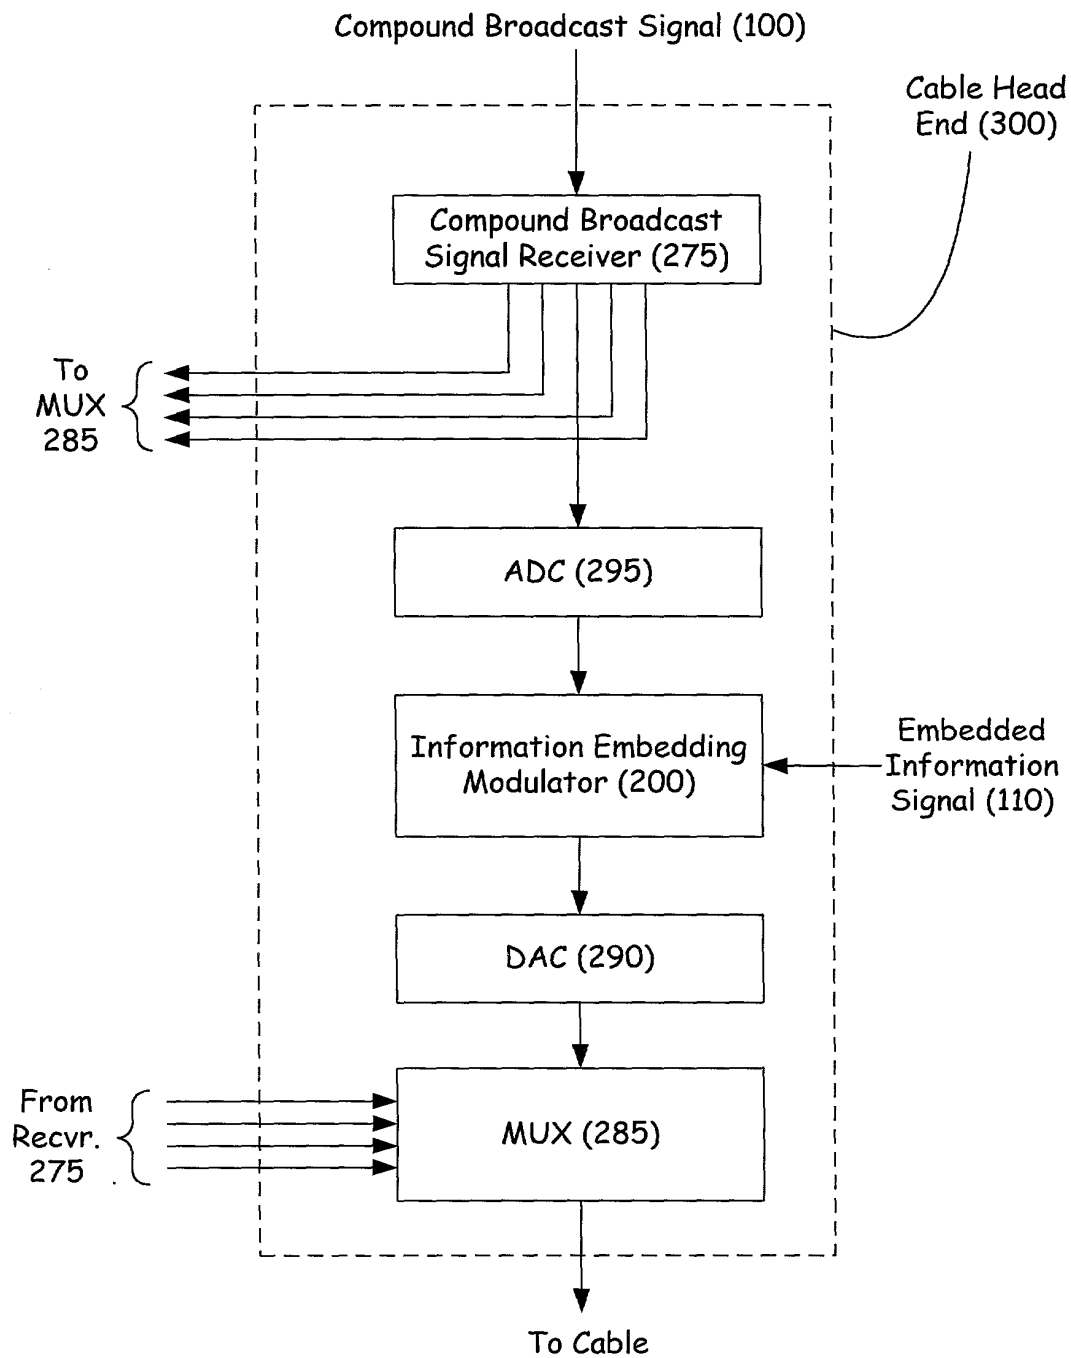 Compound Broadcast Signal (100)
Cable Head
End (300)
Compound Broadcast
Signal Receiver (275)
To
MUX
285
ADC (295)
Information Embedding
Modulator (200)
Embedded
Information
Signal (110)
DAC (290)
From
Recvr.
275
MUX (285)
To Cable